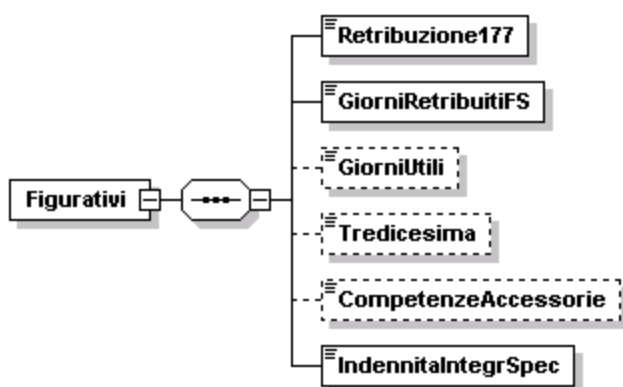 Retribuzione177
GiorniRetribuitiFS
GiorniUtili
Figurativi
Tredicesima
CompetenzeAccessorie
IndennitaIntegrSpec